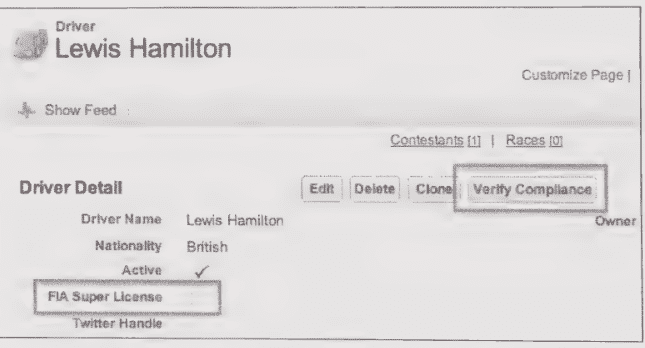 Driver
Lewis Hamilton
Customize Page |
Show Feed
Contestants [1] | Races [0]
Driver Detail
Edit Delete Clone Verify Compliance
Owner
Driver Name Lewis Hamilton
Nationality British
Active ✓
FIA Super License
Twitter Handle